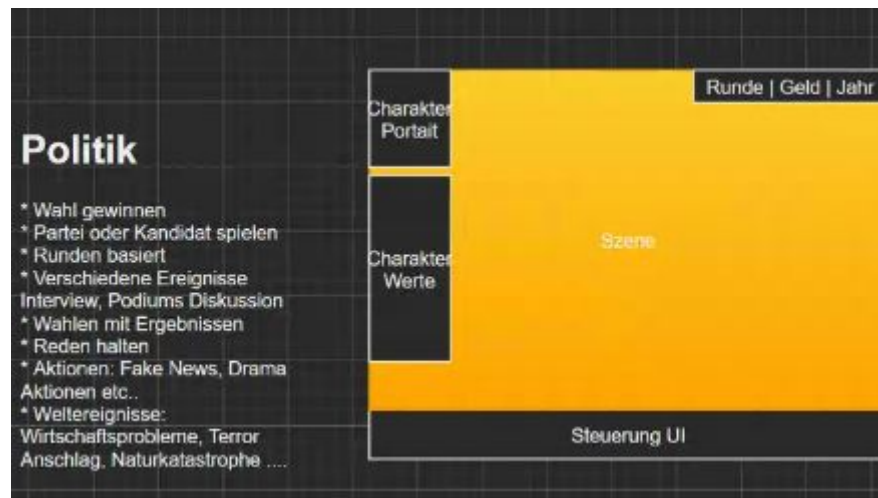 Politik
* Wahl gewinnen
* Partei oder Kandidat spielen
* Runden basiert
* Verschiedene Ereignisse
Interview, Podiums Diskussion
* Wahlen mit Ergebnissen
* Reden halten
* Aktionen: Fake News, Drama
Aktionen etc..
* Weltereignisse:
Wirtschaftsprobleme, Terror
Anschlag, Naturkatastrophe ....
Charakter
Portait
Charakter
Werte
Runde | Geld | Jahr
Szene
Steuerung UI